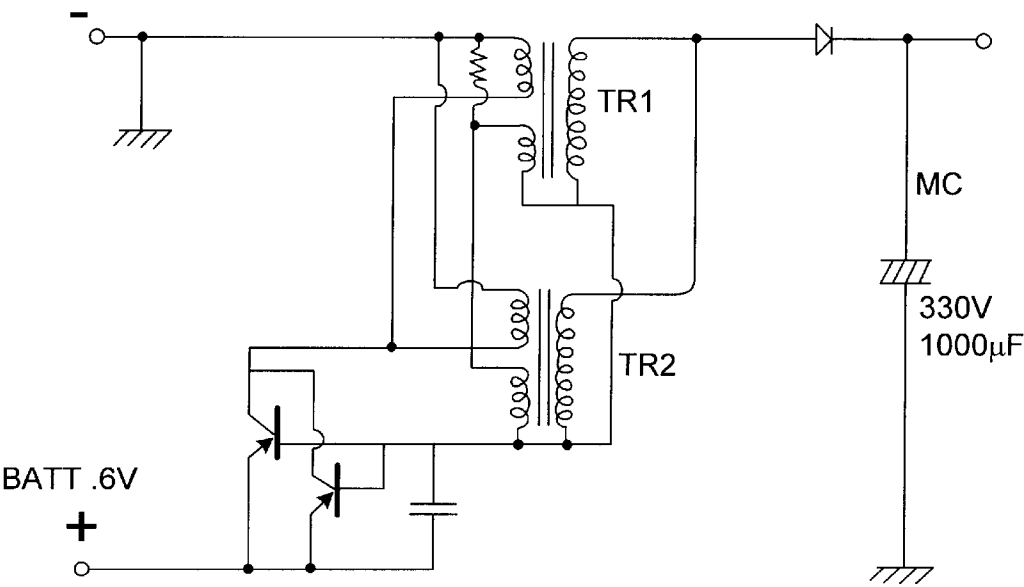 -
TR1
MC
330V
1000µF
TR2
BATT .6V
+